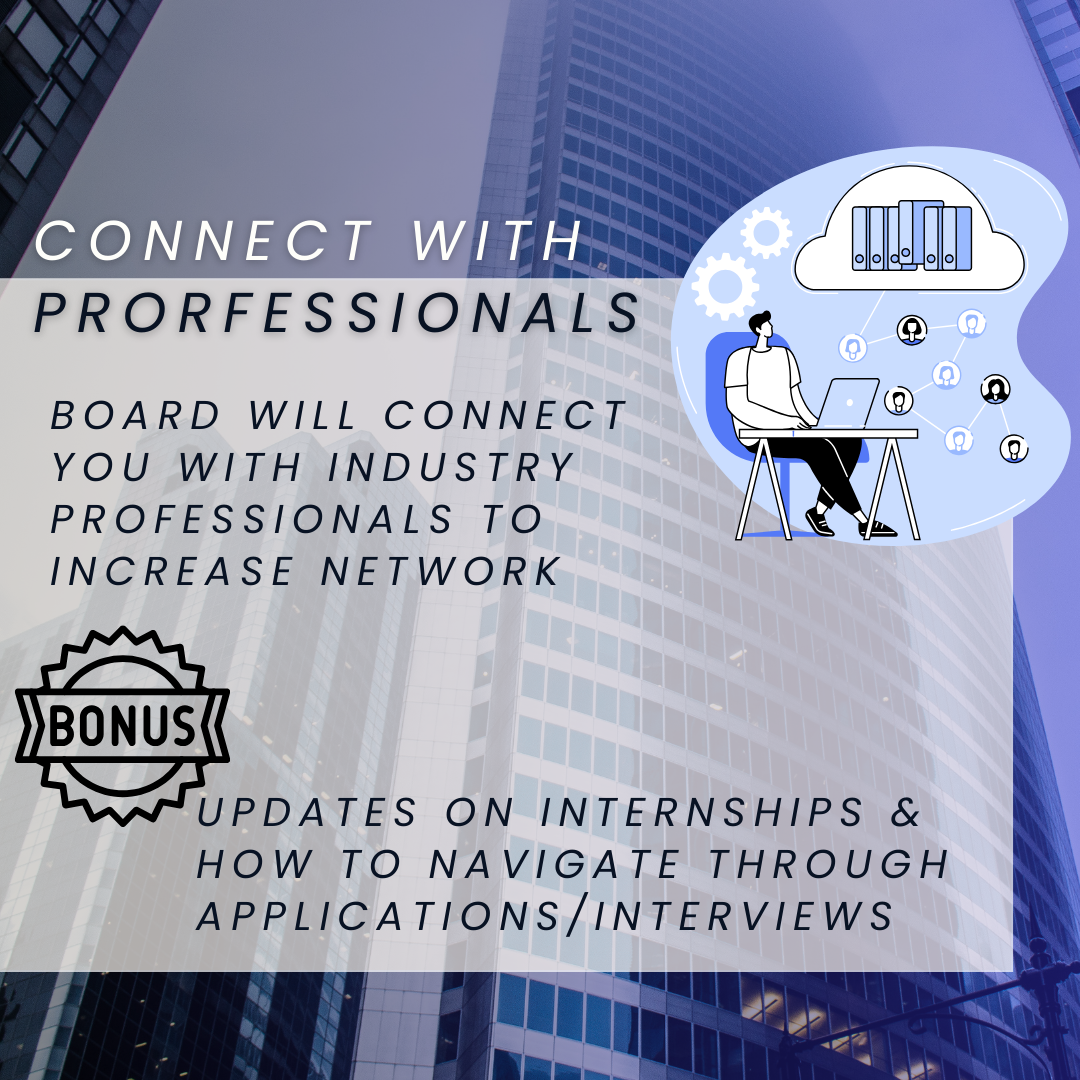 CONNECT WITH
PRORFESSIONALS
BOARD WILL CONNECT
YOU WITH INDUSTRY
PROFESSIONALS TO
INCREASE NETWORK
BONUS
UPDATES ON INTERNSHIPS &
HOW TO NAVIGATE THROUGH
APPLICATIONS/INTERVIEWS